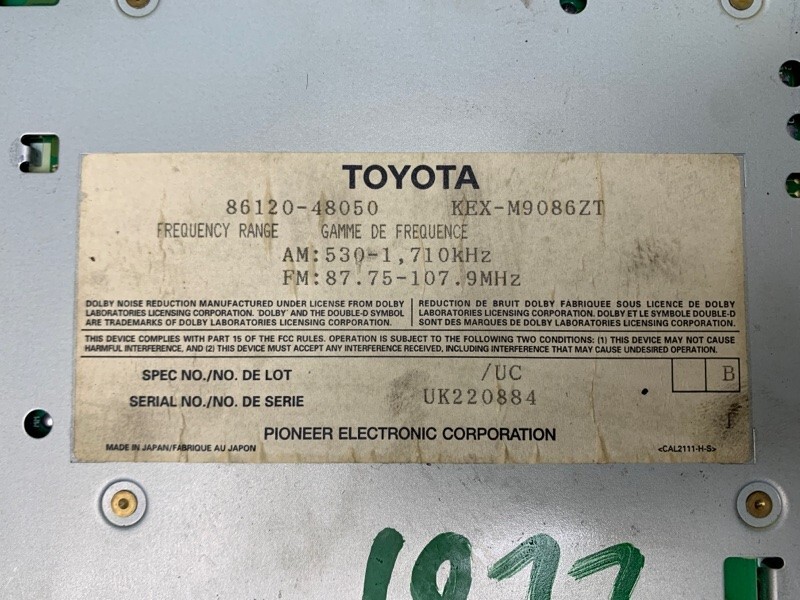 TOYOTA
86120-48050 KEX-M9086ZT
FREQUENCY RANGE GAMME DE FREQUENCE
AM:530-1,710kHz
FM:87.75-107.9MHz
DOLBY NOISE REDUCTION MANUFACTURED UNDER LICENSE FROM DOLBY
LABORATORIES LICENSING CORPORATION. 'DOLBY' AND THE DOUBLE-D SYMBOL
ARE TRADEMARKS OF DOLBY LABORATORIES LICENSING CORPORATION.
REDUCTION DE BRUIT DOLBY FABRIQUEE SOUS LICENCE DE DOLBY
LABORATORIES LICENSING CORPORATION. DOLBY ET LE SYMBOLE DOUBLE-D
SONT DES MARQUES DE DOLBY LABORATORIES LICENSING CORPORATION.
THIS DEVICE COMPLIES WITH PART 15 OF THE FCC RULES. OPERATION IS SUBJECT TO THE FOLLOWING TWO CONDITIONS: (1) THIS DEVICE MAY NOT CAUSE
HARMFUL INTERFERENCE, AND (2) THIS DEVICE MUST ACCEPT ANY INTERFERENCE RECEIVED, INCLUDING INTERFERENCE THAT MAY CAUSE UNDESIRED OPERATION.
SPEC NO./NO. DE LOT /UC B
SERIAL NO./NO. DE SERIE UK220884
PIONEER ELECTRONIC CORPORATION
MADE IN JAPAN/FABRIQUE AU JAPON <CAL2111-H-S>